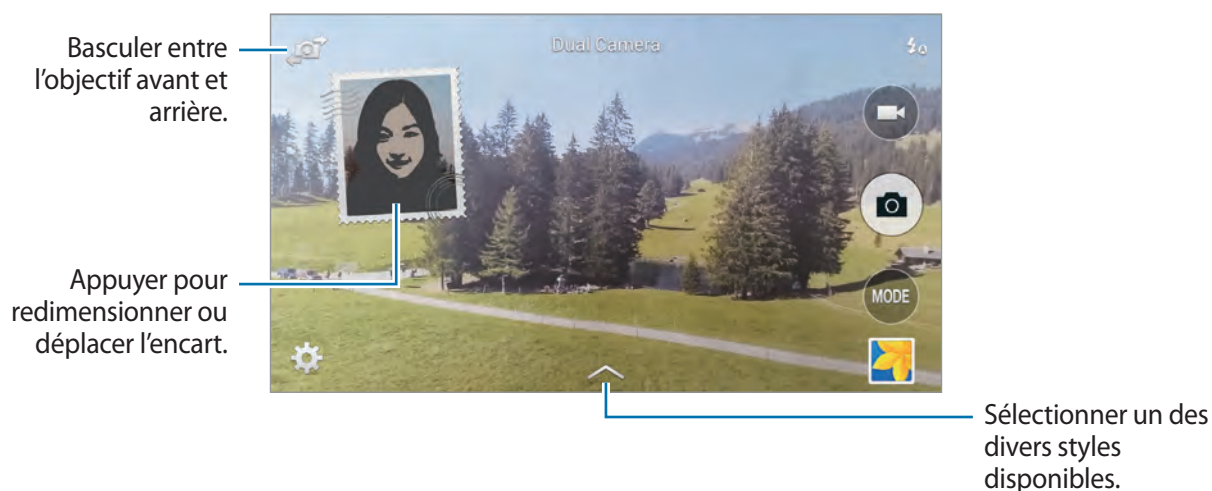 Basculer entre
l'objectif avant et
arrière.
Dual Camera
Appuyer pour
redimensionner ou
déplacer l'encart.
MODE
Sélectionner un des
divers styles
disponibles.